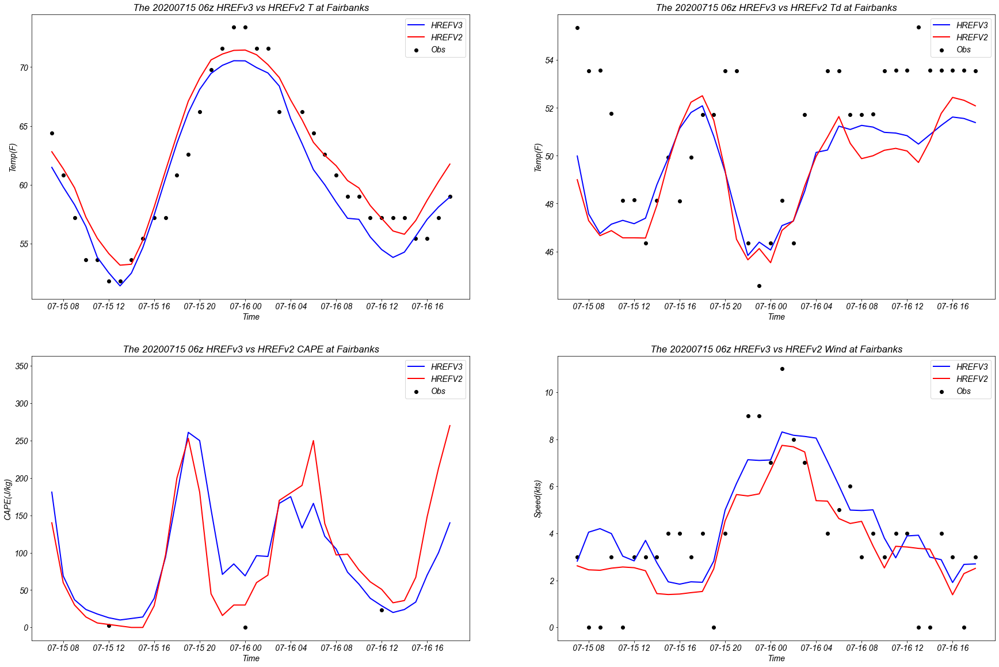 The 20200715 06z HREFv3 vs HREFv2 T at Fairbanks
HREFV3
HREFV2
Obs
70
65
60
55
Temp(F)
07-15 08 07-15 12 07-15 16 07-15 20 07-16 00 07-16 04 07-16 08 07-16 12 07-16 16
Time
The 20200715 06z HREFv3 vs HREFv2 Td at Fairbanks
HREFV3
HREFV2
Obs
54
52
50
48
46
Temp(F)
07-15 08 07-15 12 07-15 16 07-15 20 07-16 00 07-16 04 07-16 08 07-16 12 07-16 16
Time
The 20200715 06z HREFv3 vs HREFv2 CAPE at Fairbanks
HREFV3
HREFV2
Obs
350
300
250
200
150
100
50
0
CAPE(J/kg)
07-15 08 07-15 12 07-15 16 07-15 20 07-16 00 07-16 04 07-16 08 07-16 12 07-16 16
Time
The 20200715 06z HREFv3 vs HREFv2 Wind at Fairbanks
HREFV3
HREFV2
Obs
10
8
6
4
2
0
Speed(kts)
07-15 08 07-15 12 07-15 16 07-15 20 07-16 00 07-16 04 07-16 08 07-16 12 07-16 16
Time